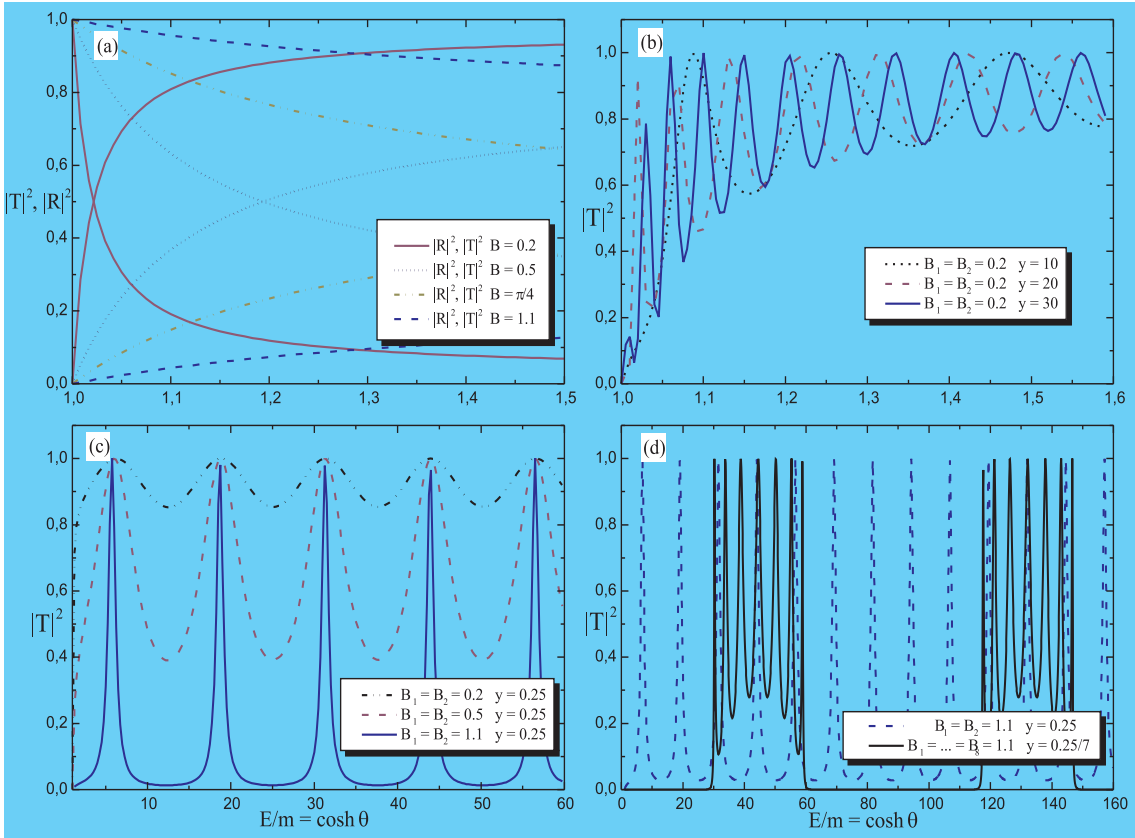 (a)
1,0
0,8
0,6
|T|², |R|²
0,4
0,2
0,0
1,0 1,1 1,2 1,3 1,4 1,5
|R|², |T|² B = 0.2
|R|², |T|² B = 0.5
|R|², |T|² B = π/4
|R|², |T|² B = 1.1
(b)
1,0
0,8
0,6
|T|²
0,4
0,2
0,0
1,0 1,1 1,2 1,3 1,4 1,5 1,6
B₁ = B₂ = 0.2 y = 10
B₁ = B₂ = 0.2 y = 20
B₁ = B₂ = 0.2 y = 30
(c)
1,0
0,8
0,6
|T|²
0,4
0,2
0,0
10 20 30 40 50 60
E/m = cosh θ
B₁ = B₂ = 0.2 y = 0.25
B₁ = B₂ = 0.5 y = 0.25
B₁ = B₂ = 1.1 y = 0.25
(d)
1,0
0,8
0,6
|T|²
0,4
0,2
0,0
0 20 40 60 80 100 120 140 160
E/m = cosh θ
B₁ = B₂ = 1.1 y = 0.25
B₁ = ... = B₈ = 1.1 y = 0.25/7